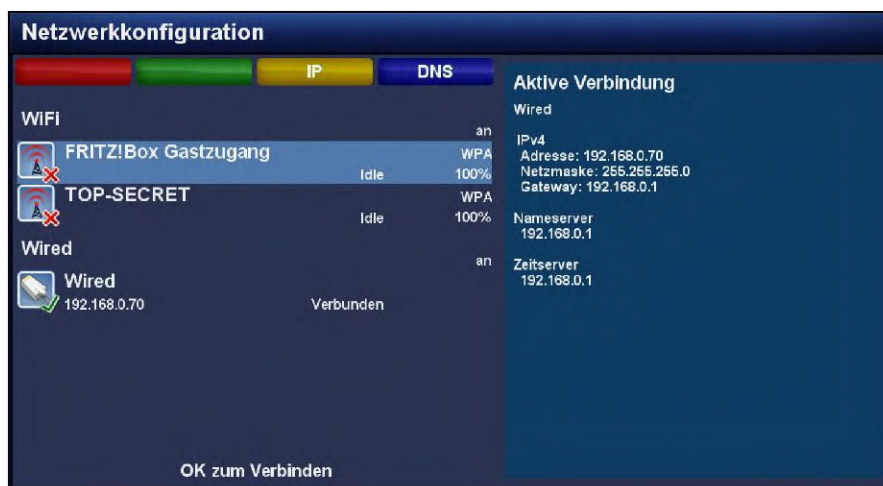 Netzwerkkonfiguration
IP DNS
WiFi
an
FRITZ!Box Gastzugang WPA
Idle 100%
TOP-SECRET WPA
Idle 100%
Wired
an
Wired
192.168.0.70 Verbunden
OK zum Verbinden
Aktive Verbindung
Wired
IPv4
Adresse: 192.168.0.70
Netzmaske: 255.255.255.0
Gateway: 192.168.0.1
Nameserver
192.168.0.1
Zeitserver
192.168.0.1